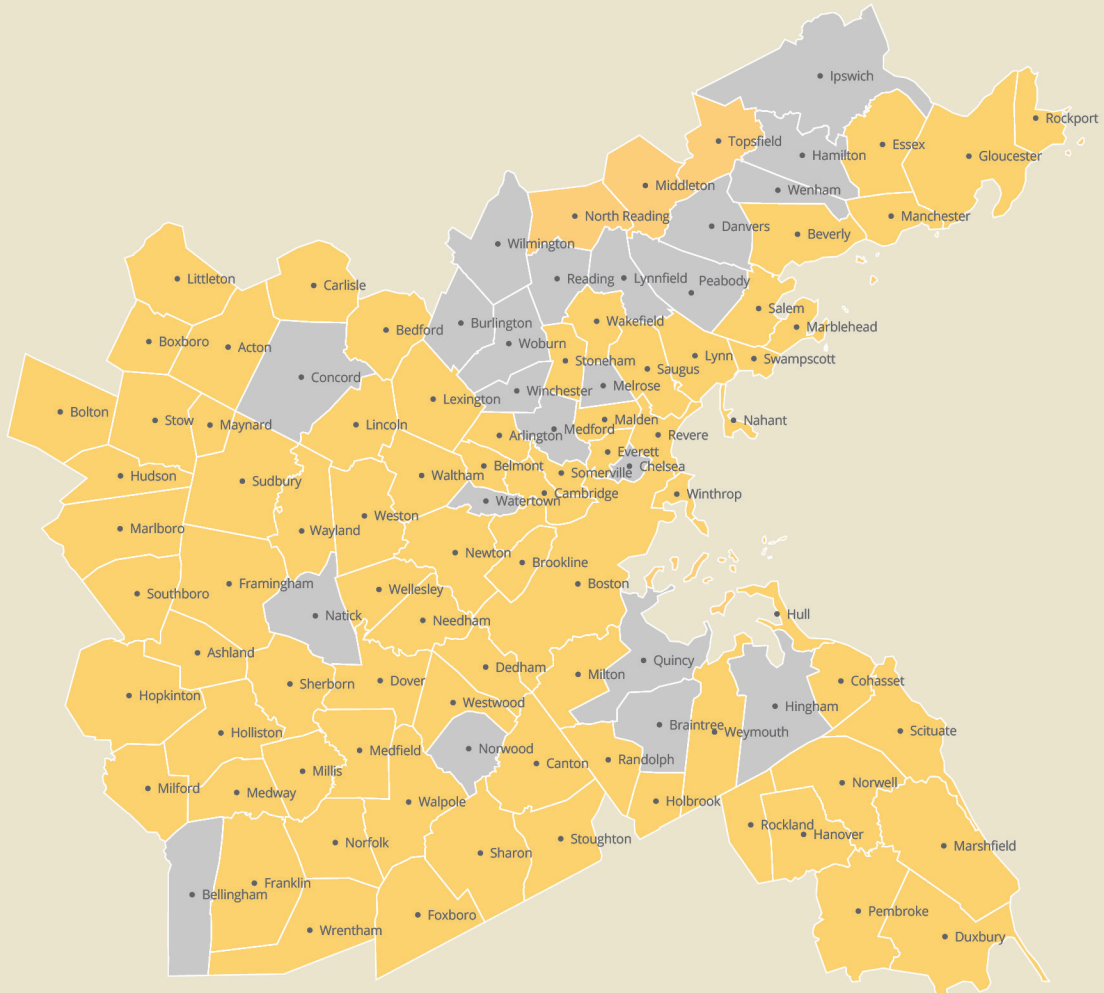 Ipswich
Rockport
Topsfield
Essex
Hamilton
Gloucester
Middleton
Wenham
North Reading
Manchester
Danvers
Beverly
Wilmington
Littleton
Reading
Lynnfield
Peabody
Carlisle
Salem
Burlington
Wakefield
Marblehead
Bedford
Boxboro
Woburn
Acton
Lynn
Swampscott
Stoneham
Saugus
Concord
Melrose
Winchester
Lexington
Bolton
Stow
Malden
Nahant
Maynard
Lincoln
Medford
Arlington
Revere
Everett
Belmont
Chelsea
Somerville
Hudson
Waltham
Sudbury
Cambridge
Winthrop
Watertown
Weston
Marlboro
Wayland
Newton
Brookline
Framingham
Boston
Wellesley
Southboro
Hull
Natick
Needham
Ashland
Quincy
Dedham
Milton
Dover
Cohasset
Sherborn
Hopkinton
Westwood
Hingham
Braintree
Scituate
Weymouth
Holliston
Norwood
Medfield
Randolph
Canton
Millis
Norwell
Milford
Medway
Holbrook
Walpole
Rockland
Hanover
Stoughton
Norfolk
Marshfield
Sharon
Franklin
Bellingham
Pembroke
Foxboro
Wrentham
Duxbury